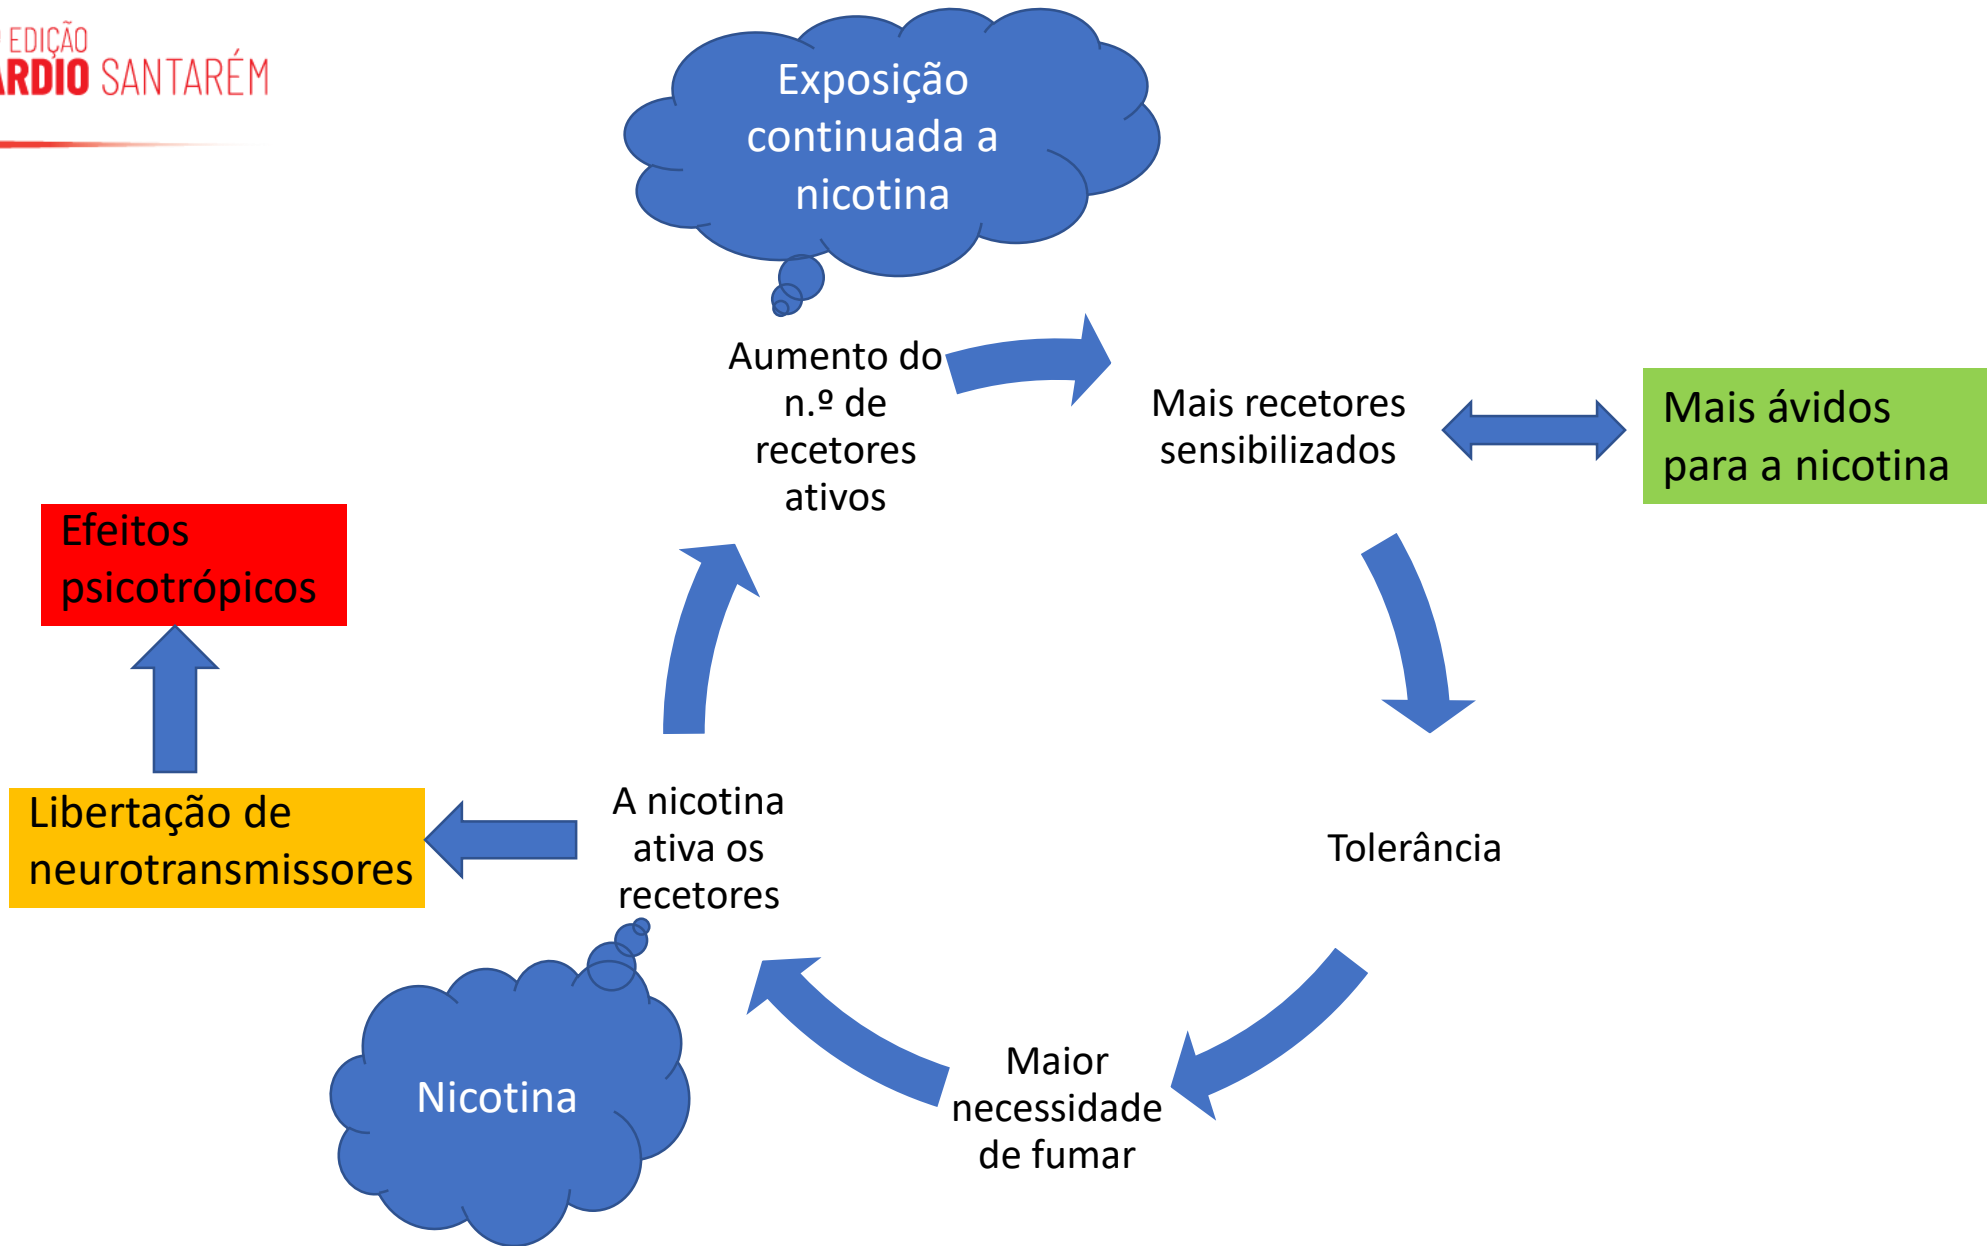 EDIÇÃO
ARDIO SANTARÉM
Exposição
continuada a
nicotina
Aumento do
n.º de
recetores
ativos
Mais recetores
sensibilizados
Mais ávidos
para a nicotina
Efeitos
psicotrópicos
Libertação de
neurotransmissores
A nicotina
ativa os
recetores
Tolerância
Maior
necessidade
de fumar
Nicotina